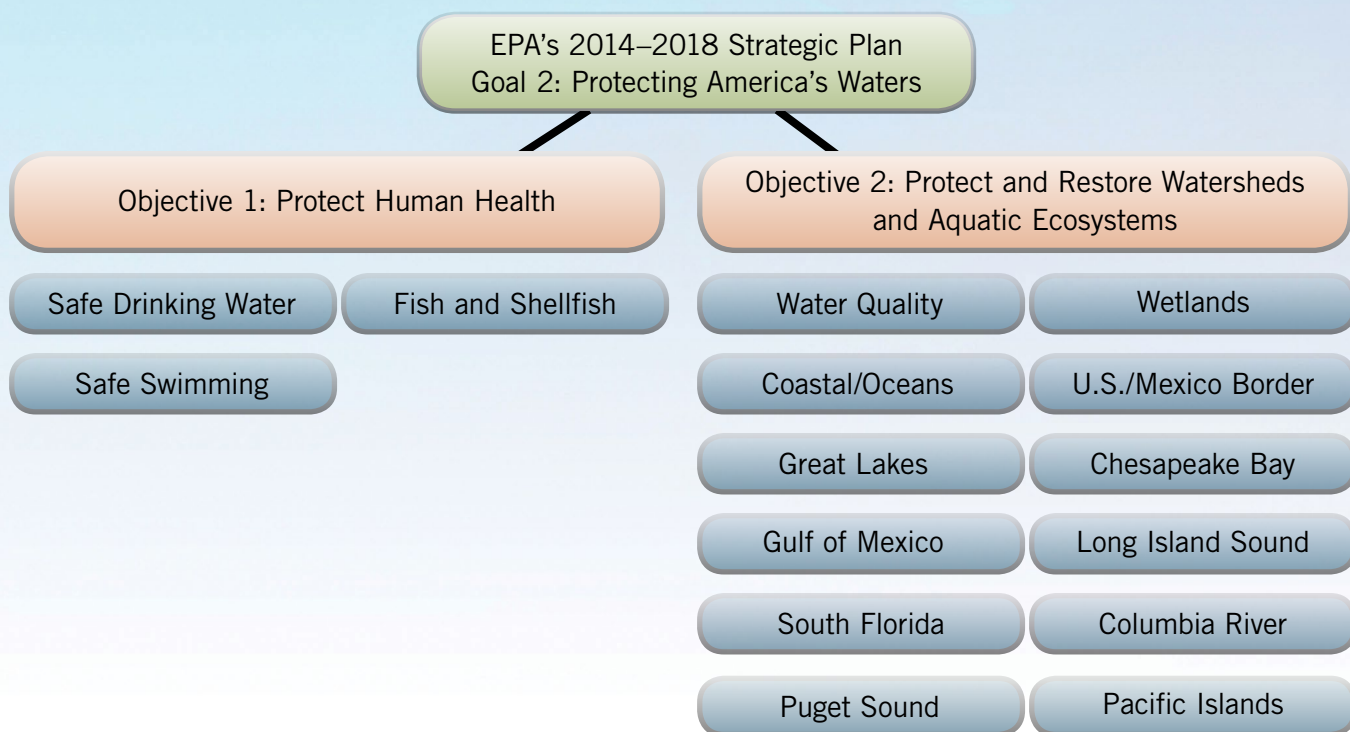 EPA’s 2014–2018 Strategic Plan
Goal 2: Protecting America’s Waters
Objective 1: Protect Human Health
Safe Drinking Water
Fish and Shellfish
Safe Swimming
Objective 2: Protect and Restore Watersheds
and Aquatic Ecosystems
Water Quality
Wetlands
Coastal/Oceans
U.S./Mexico Border
Great Lakes
Chesapeake Bay
Gulf of Mexico
Long Island Sound
South Florida
Columbia River
Puget Sound
Pacific Islands